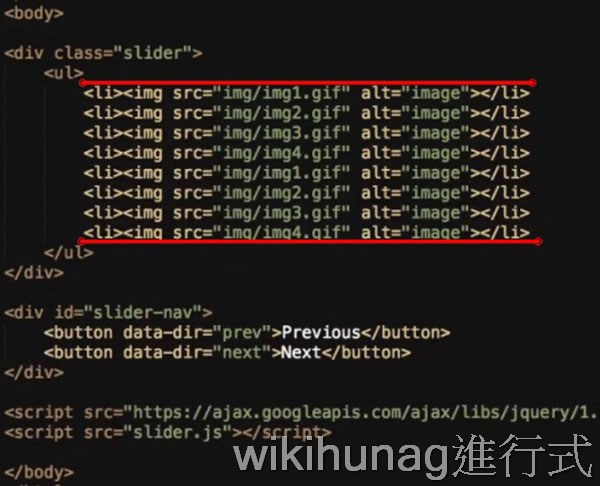 <body>
<div class="slider">
<ul>
<li><img src="img/img1.gif" alt="image"></li>
<li><img src="img/img2.gif" alt="image"></li>
<li><img src="img/img3.gif" alt="image"></li>
<li><img src="img/img4.gif" alt="image"></li>
<li><img src="img/img1.gif" alt="image"></li>
<li><img src="img/img2.gif" alt="image"></li>
<li><img src="img/img3.gif" alt="image"></li>
<li><img src="img/img4.gif" alt="image"></li>
</ul>
</div>
<div id="slider-nav">
<button data-dir="prev">Previous</button>
<button data-dir="next">Next</button>
</div>
<script src="https://ajax.googleapis.com/ajax/libs/jquery/1.
<script src="slider.js"></script>
</body>
wikihunag進行式